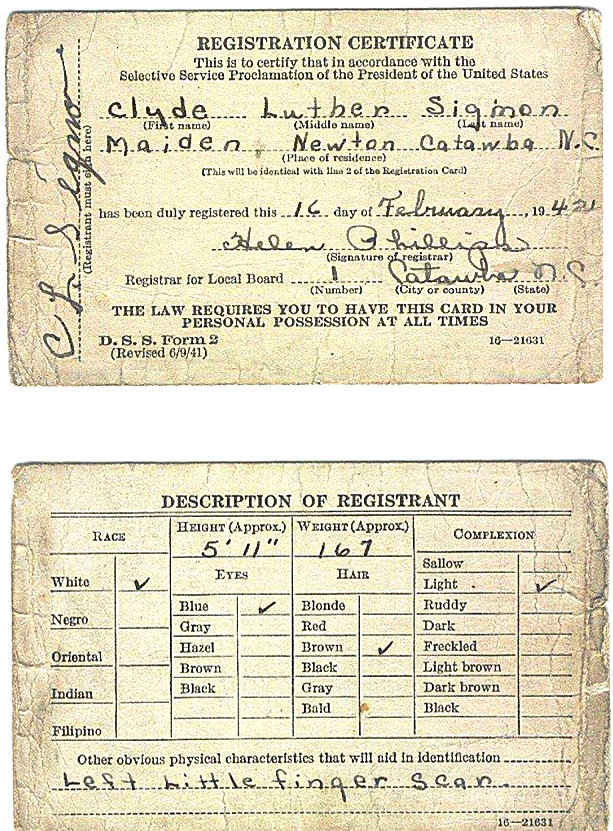 REGISTRATION CERTIFICATE
This is to certify that in accordance with the
Selective Service Proclamation of the President of the United States
Clyde Luther Sigmon
(First name) (Middle name) (Last name)
Maiden Newton Catawba N.C.
(Place of residence)
(This will be identical with line 2 of the Registration Card)
has been duly registered this 16 day of February, 1942
Helen Phillips
(Signature of registrar)
Registrar for Local Board 1 Catawba N.C.
(Number) (City or county) (State)
THE LAW REQUIRES YOU TO HAVE THIS CARD IN YOUR
PERSONAL POSSESSION AT ALL TIMES
D. S. S. Form 2
(Revised 6/9/41) 16—21631
C L Sigmon
(Registrant must sign here)
DESCRIPTION OF REGISTRANT
RACE HEIGHT (Approx.) WEIGHT (Approx.) COMPLEXION
5' 11" 167
EYES HAIR
White ✓
Negro
Oriental
Indian
Filipino
Blue ✓
Gray
Hazel
Brown
Black
Blonde
Red
Brown ✓
Black
Gray
Bald
Sallow
Light ✓
Ruddy
Dark
Freckled
Light brown
Dark brown
Black
Other obvious physical characteristics that will aid in identification
Left Little finger Scar.
16—21631